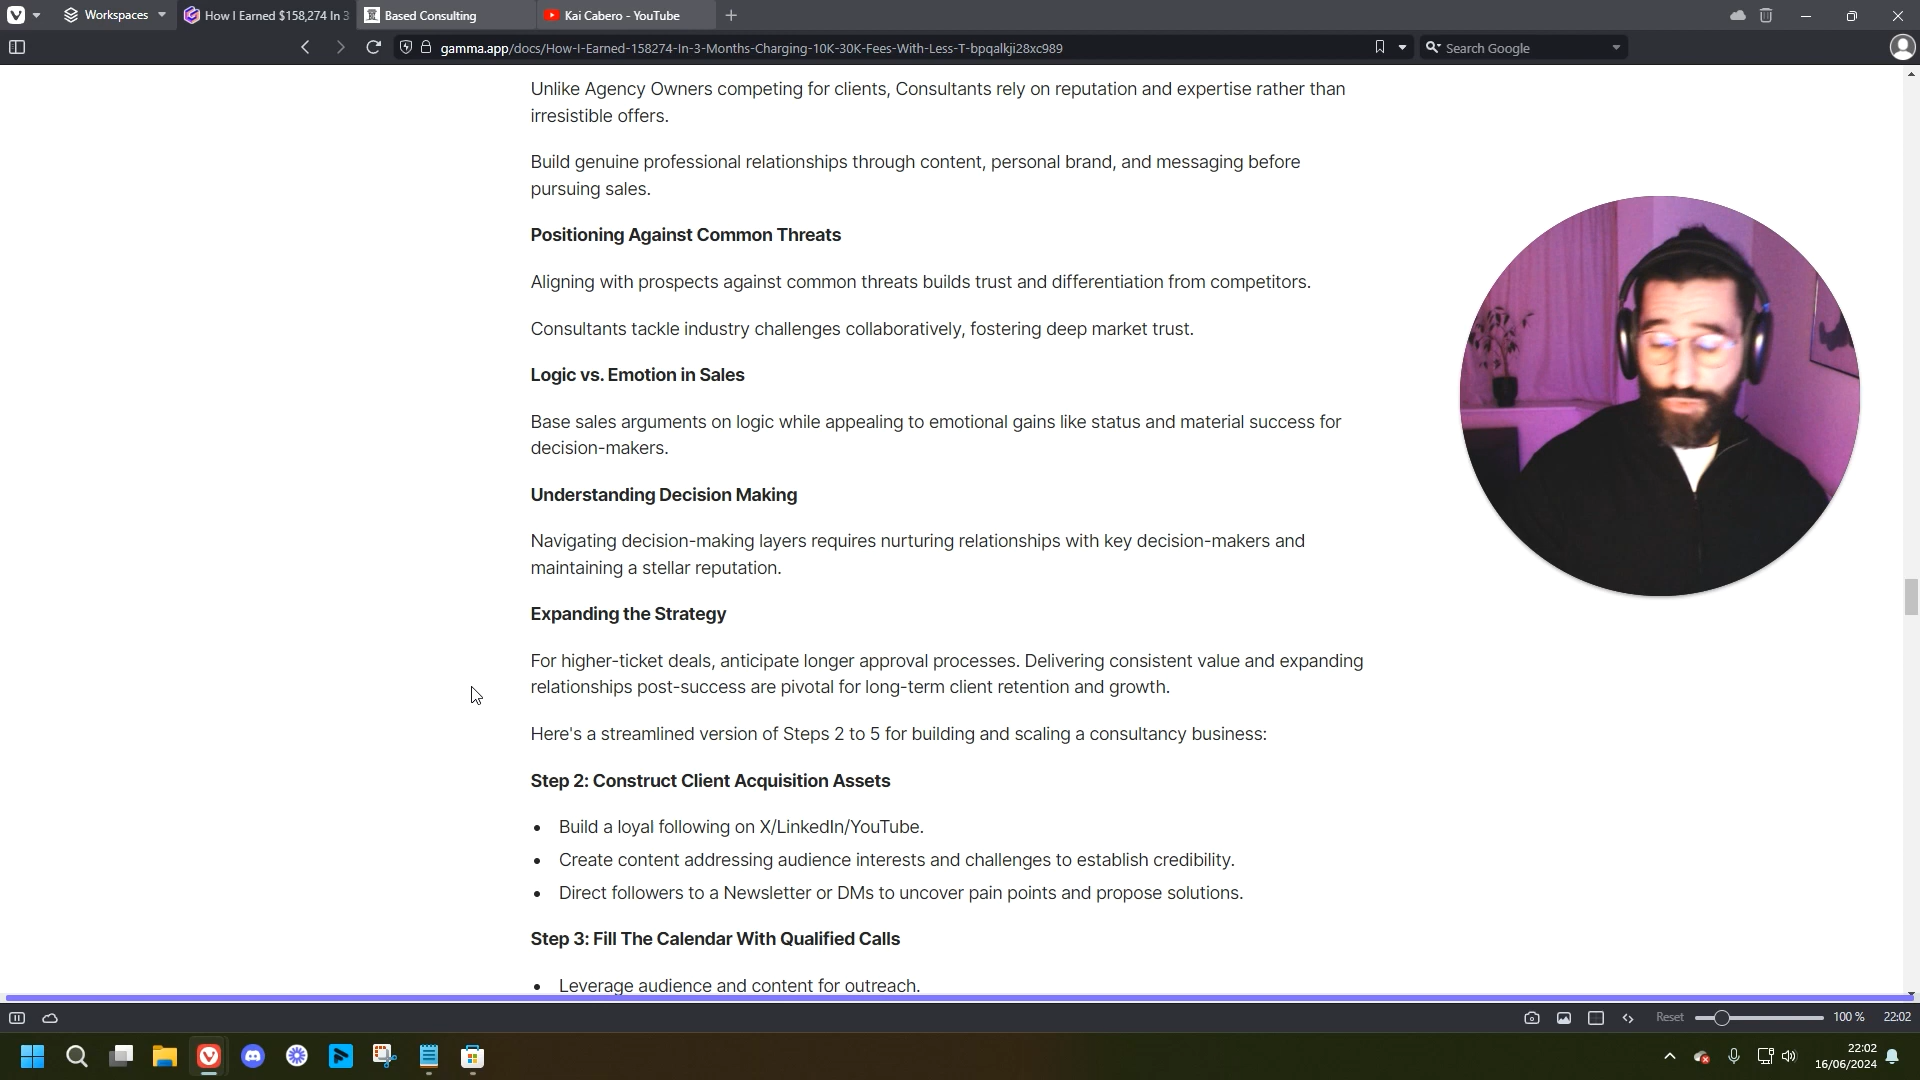 Workspaces
How I Earned $158,274 In 3
Based Consulting
Kai Cabero - YouTube
gamma.app/docs/How-I-Earned-158274-In-3-Months-Charging-10K-30K-Fees-With-Less-T-bpqalkji28xc989
Search Google
Unlike Agency Owners competing for clients, Consultants rely on reputation and expertise rather than
irresistible offers.
Build genuine professional relationships through content, personal brand, and messaging before
pursuing sales.
Positioning Against Common Threats
Aligning with prospects against common threats builds trust and differentiation from competitors.
Consultants tackle industry challenges collaboratively, fostering deep market trust.
Logic vs. Emotion in Sales
Base sales arguments on logic while appealing to emotional gains like status and material success for
decision-makers.
Understanding Decision Making
Navigating decision-making layers requires nurturing relationships with key decision-makers and
maintaining a stellar reputation.
Expanding the Strategy
For higher-ticket deals, anticipate longer approval processes. Delivering consistent value and expanding
relationships post-success are pivotal for long-term client retention and growth.
Here's a streamlined version of Steps 2 to 5 for building and scaling a consultancy business:
Step 2: Construct Client Acquisition Assets
• Build a loyal following on X/LinkedIn/YouTube.
• Create content addressing audience interests and challenges to establish credibility.
• Direct followers to a Newsletter or DMs to uncover pain points and propose solutions.
Step 3: Fill The Calendar With Qualified Calls
• Leverage audience and content for outreach.
Reset
100 %
22:02
22:02
16/06/2024